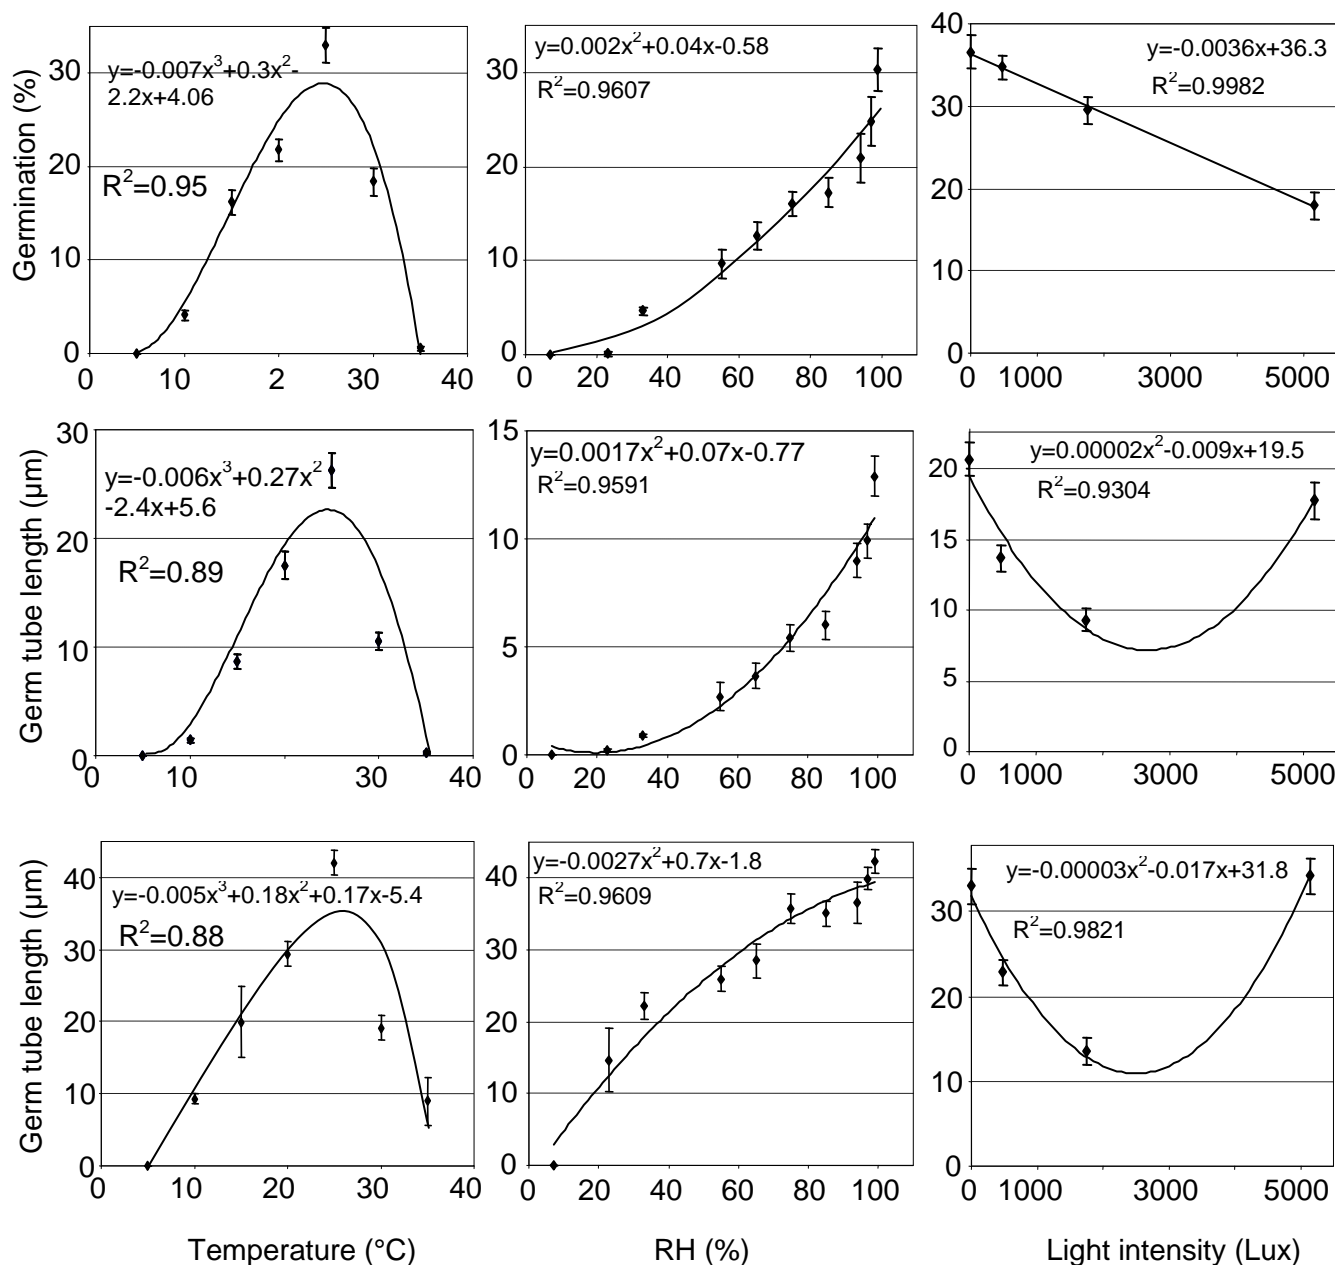 Germination (%)
30
20
10
0
y=-0.007x³+0.3x²-
2.2x+4.06
R²=0.95
0 10 20 30 40
y=0.002x²+0.04x-0.58
R²=0.9607
30
20
10
0
0 20 40 60 80 100
40
30
20
10
0
y=-0.0036x+36.3
R²=0.9982
0 1000 3000 5000
Germ tube length (µm)
30
20
10
0
y=-0.006x³+0.27x²
-2.4x+5.6
R²=0.89
0 10 20 30 40
15
10
5
0
y=0.0017x²+0.07x-0.77
R²=0.9591
0 20 40 60 80 100
20
15
10
5
0
y=0.00002x²-0.009x+19.5
R²=0.9304
0 1000 3000 5000
Germ tube length (µm)
40
30
20
10
0
y=-0.005x³+0.18x²+0.17x-5.4
R²=0.88
0 10 20 30 40
40
30
20
10
0
y=-0.0027x²+0.7x-1.8
R²=0.9609
0 20 40 60 80 100
30
20
10
0
y=-0.00003x²-0.017x+31.8
R²=0.9821
0 1000 3000 5000
Temperature (°C)
RH (%)
Light intensity (Lux)